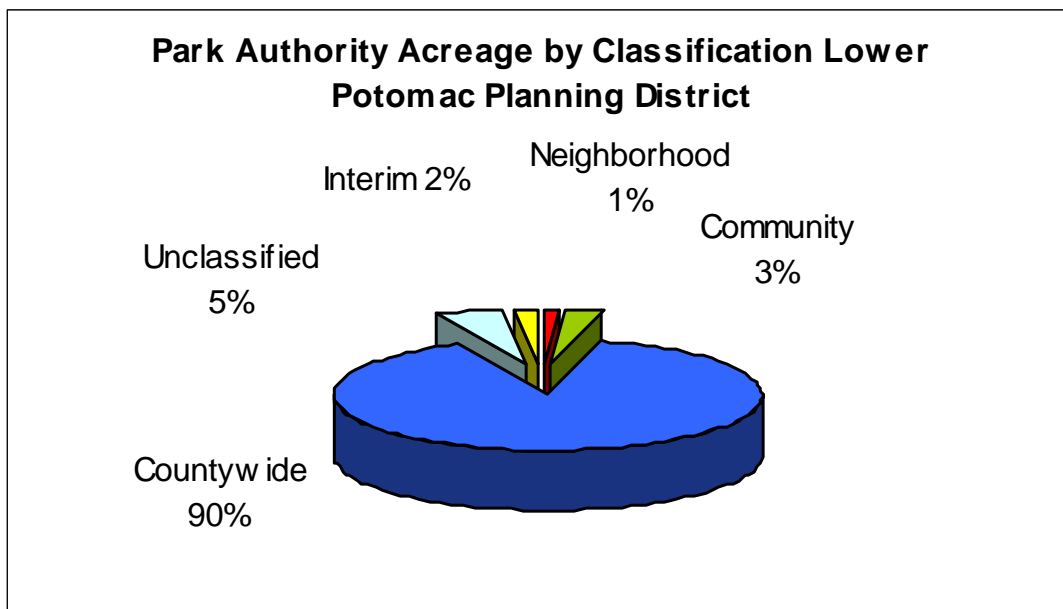 Park Authority Acreage by Classification Lower
Potomac Planning District
Interim 2%
Neighborhood
1%
Community
3%
Unclassified
5%
Countywide
90%